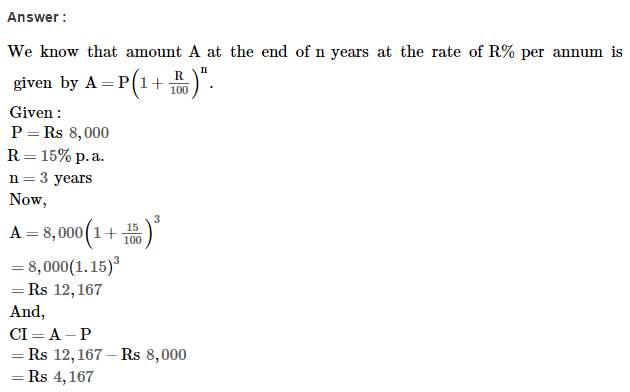 Answer :
We know that amount A at the end of n years at the rate of R% per annum is
given by A = P(1 + R/100)^n.
Given :
P = Rs 8,000
R = 15% p.a.
n = 3 years
Now,
A = 8,000(1 + 15/100)^3
= 8,000(1.15)^3
= Rs 12,167
And,
CI = A − P
= Rs 12,167 − Rs 8,000
= Rs 4,167